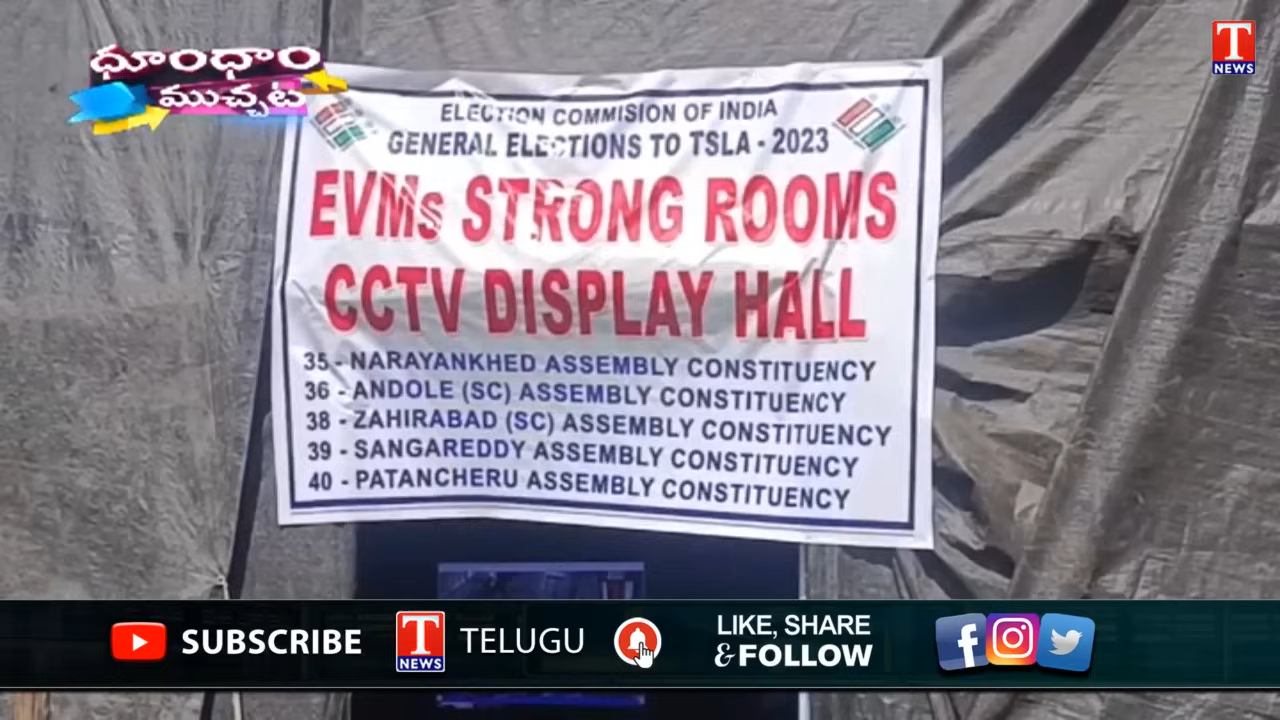 ధూంధాం
ముచ్చట
T
NEWS
ELECTION COMMISION OF INDIA
GENERAL ELECTIONS TO TSLA - 2023
EVMs STRONG ROOMS
CCTV DISPLAY HALL
35 - NARAYANKHED ASSEMBLY CONSTITUENCY
36 - ANDOLE (SC) ASSEMBLY CONSTITUENCY
38 - ZAHIRABAD (SC) ASSEMBLY CONSTITUENCY
39 - SANGAREDDY ASSEMBLY CONSTITUENCY
40 - PATANCHERU ASSEMBLY CONSTITUENCY
SUBSCRIBE
T
NEWS
TELUGU
LIKE, SHARE
& FOLLOW